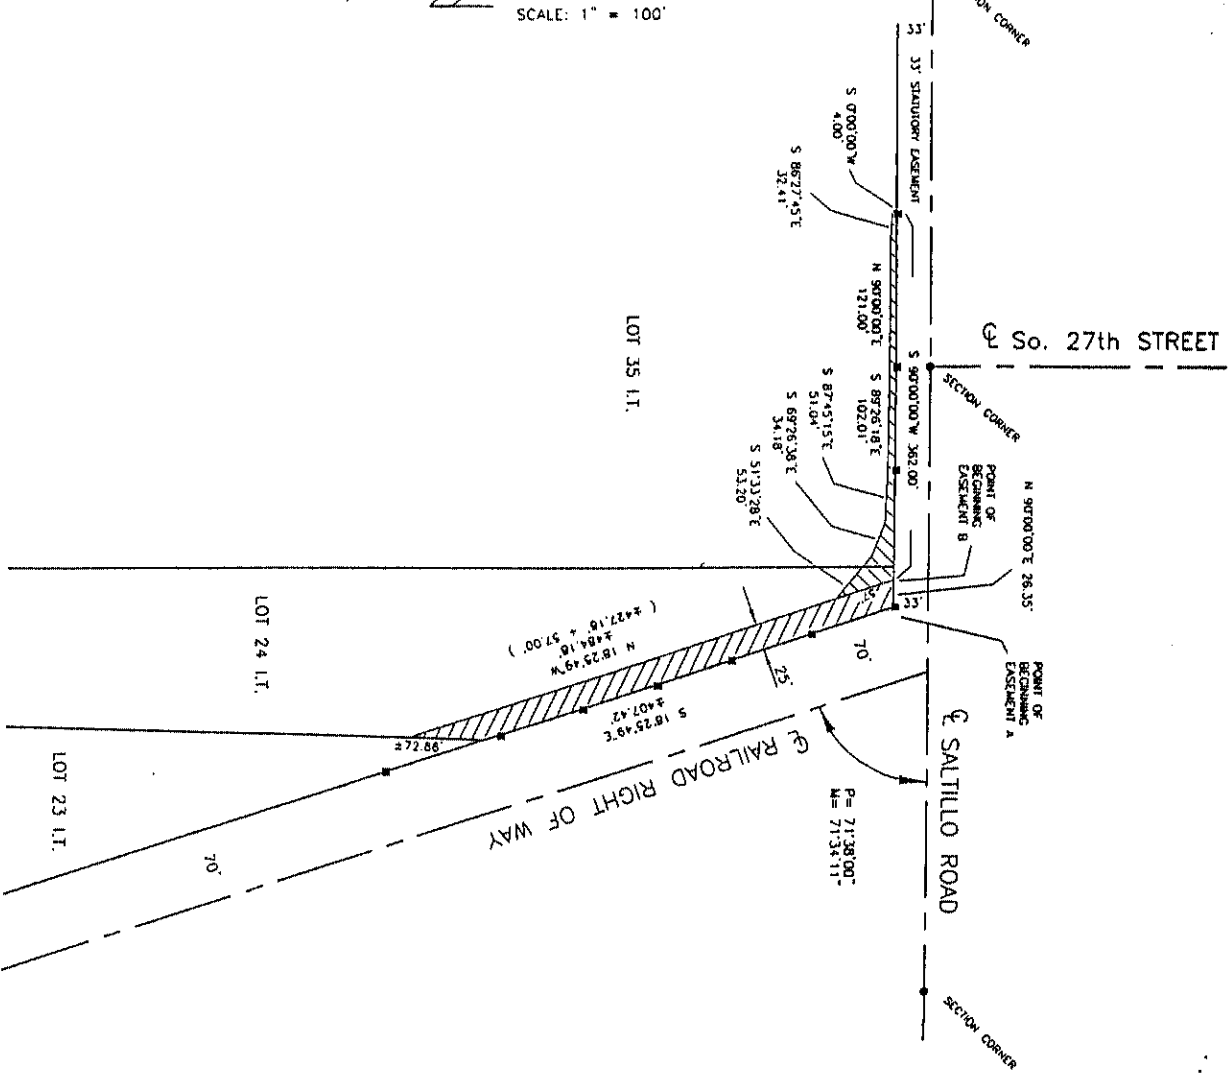 SCALE: 1" = 100'
ON CORNER
33'
33' STATUTORY EASEMENT
S 0°00'00"W
4.00'
S 86°27'45"E
32.41'
N 90°00'00"E
121.00'
S 90°00'00"W 362.00'
S 89°26'18"E
102.01'
S 87°45'15"E
51.04'
S 69°26'38"E
34.18'
S 51°33'28"E
53.20'
℄ So. 27th STREET
SECTION CORNER
POINT OF
BEGINNING
EASEMENT B
N 90°00'00"E 26.35'
33'
57'
POINT OF
BEGINNING
EASEMENT A
LOT 35 I.T.
LOT 24 I.T.
LOT 23 I.T.
N 18°25'49"W
±484.18'
( ±427.18' + 57.00' )
25'
70'
S 18°25'49"E
±407.42'
±72.86'
℄ RAILROAD RIGHT OF WAY
70'
℄ SALTILLO ROAD
P= 71°38'00"
M= 71°34'11"
SECTION CORNER